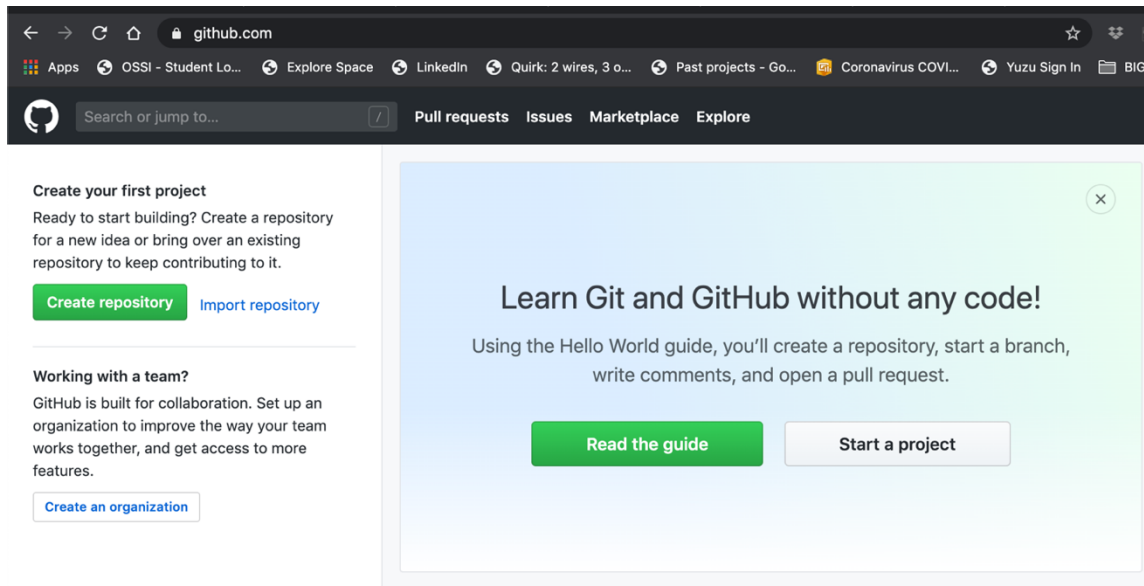 github.com
Apps OSSI - Student Lo... Explore Space LinkedIn Quirk: 2 wires, 3 o... Past projects - Go... Coronavirus COVI... Yuzu Sign In BIG
Search or jump to... / Pull requests Issues Marketplace Explore
Create your first project
Ready to start building? Create a repository
for a new idea or bring over an existing
repository to keep contributing to it.
Create repository Import repository
Working with a team?
GitHub is built for collaboration. Set up an
organization to improve the way your team
works together, and get access to more
features.
Create an organization
Learn Git and GitHub without any code!
Using the Hello World guide, you’ll create a repository, start a branch,
write comments, and open a pull request.
Read the guide Start a project